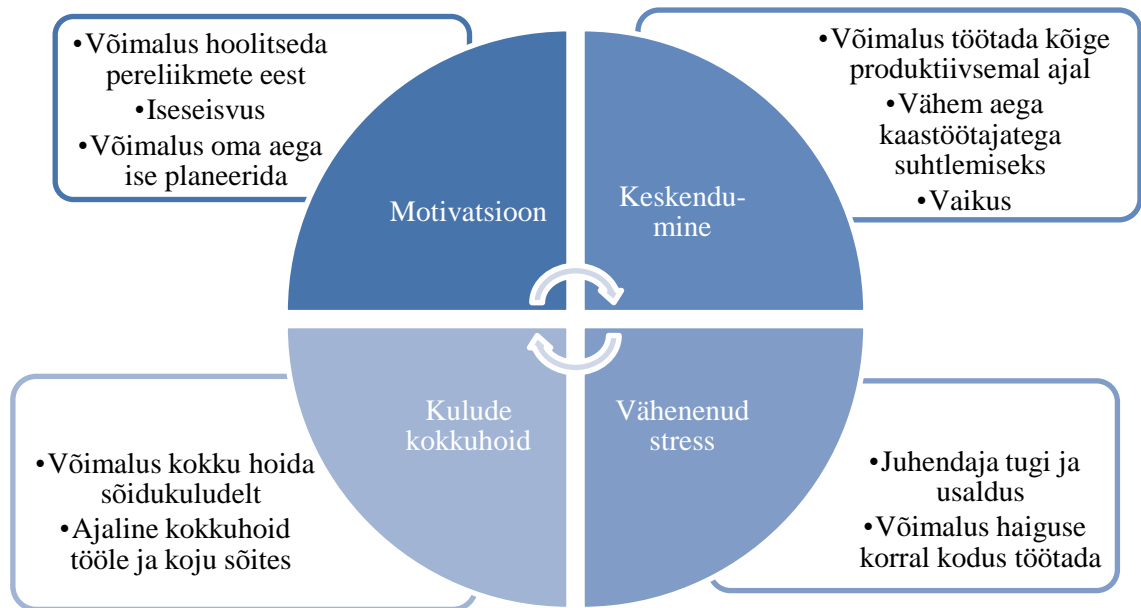 •Võimalus hoolitseda
pereliikmete eest
•Iseseisvus
•Võimalus oma aega
ise planeerida
Motivatsioon
•Võimalus töötada kõige
produktiivsemal ajal
•Vähem aega
kaastöötajatega
suhtlemiseks
•Vaikus
Keskendu-
mine
Kulude
kokkuhoid
•Võimalus kokku hoida
sõidukuludelt
•Ajaline kokkuhoid
tööle ja koju sõites
Vähenenud
stress
•Juhendaja tugi ja
usaldus
•Võimalus haiguse
korral kodus töötada